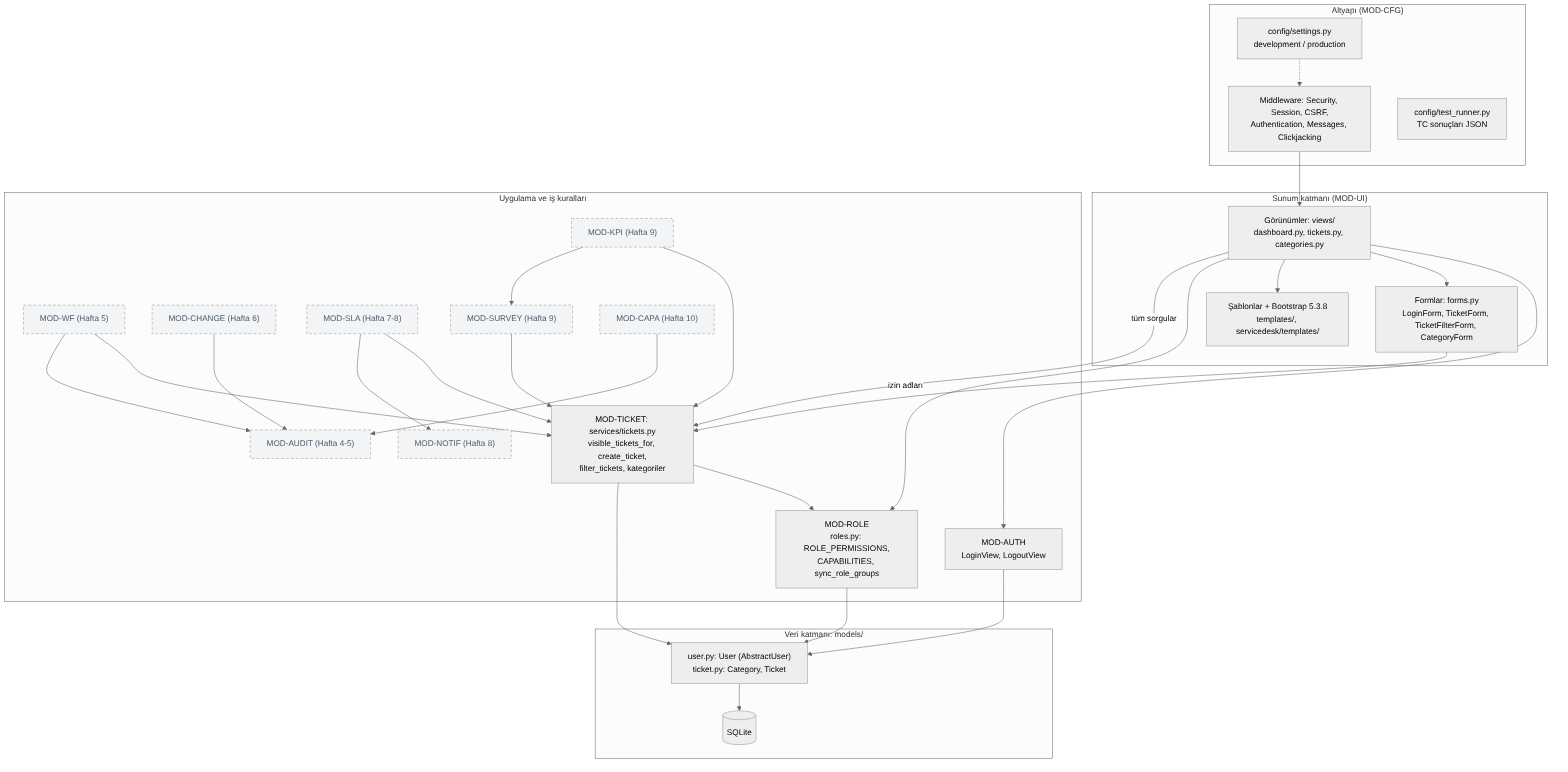 Altyapı (MOD-CFG)
config/settings.py
development / production
Middleware: Security,
Session, CSRF,
Authentication, Messages,
Clickjacking
config/test_runner.py
TC sonuçları JSON
Sunum katmanı (MOD-UI)
Görünümler: views/
dashboard.py, tickets.py,
categories.py
Şablonlar + Bootstrap 5.3.8
templates/,
servicedesk/templates/
Formlar: forms.py
LoginForm, TicketForm,
TicketFilterForm,
CategoryForm
tüm sorgular
izin adları
Uygulama ve iş kuralları
MOD-KPI (Hafta 9)
MOD-WF (Hafta 5)
MOD-CHANGE (Hafta 6)
MOD-SLA (Hafta 7-8)
MOD-SURVEY (Hafta 9)
MOD-CAPA (Hafta 10)
MOD-AUDIT (Hafta 4-5)
MOD-NOTIF (Hafta 8)
MOD-TICKET:
services/tickets.py
visible_tickets_for,
create_ticket,
filter_tickets, kategoriler
MOD-ROLE
roles.py:
ROLE_PERMISSIONS,
CAPABILITIES,
sync_role_groups
MOD-AUTH
LoginView, LogoutView
Veri katmanı: models/
user.py: User (AbstractUser)
ticket.py: Category, Ticket
SQLite